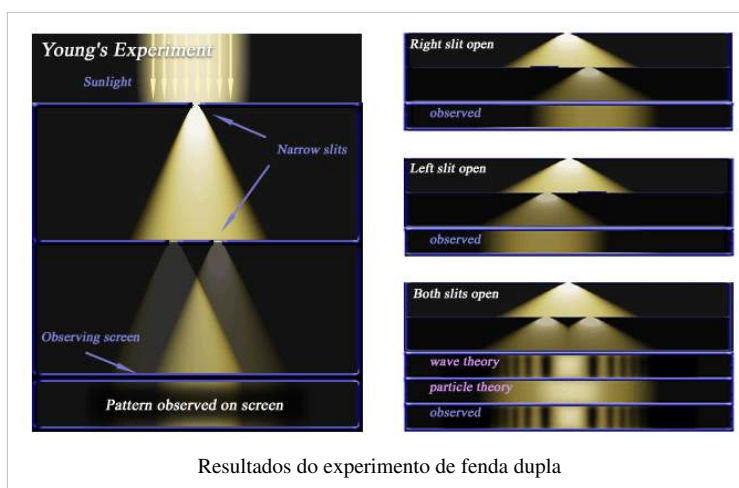 Young's Experiment
Sunlight
Narrow slits
Observing screen
Pattern observed on screen
Right slit open
observed
Left slit open
observed
Both slits open
wave theory
particle theory
observed
Resultados do experimento de fenda dupla